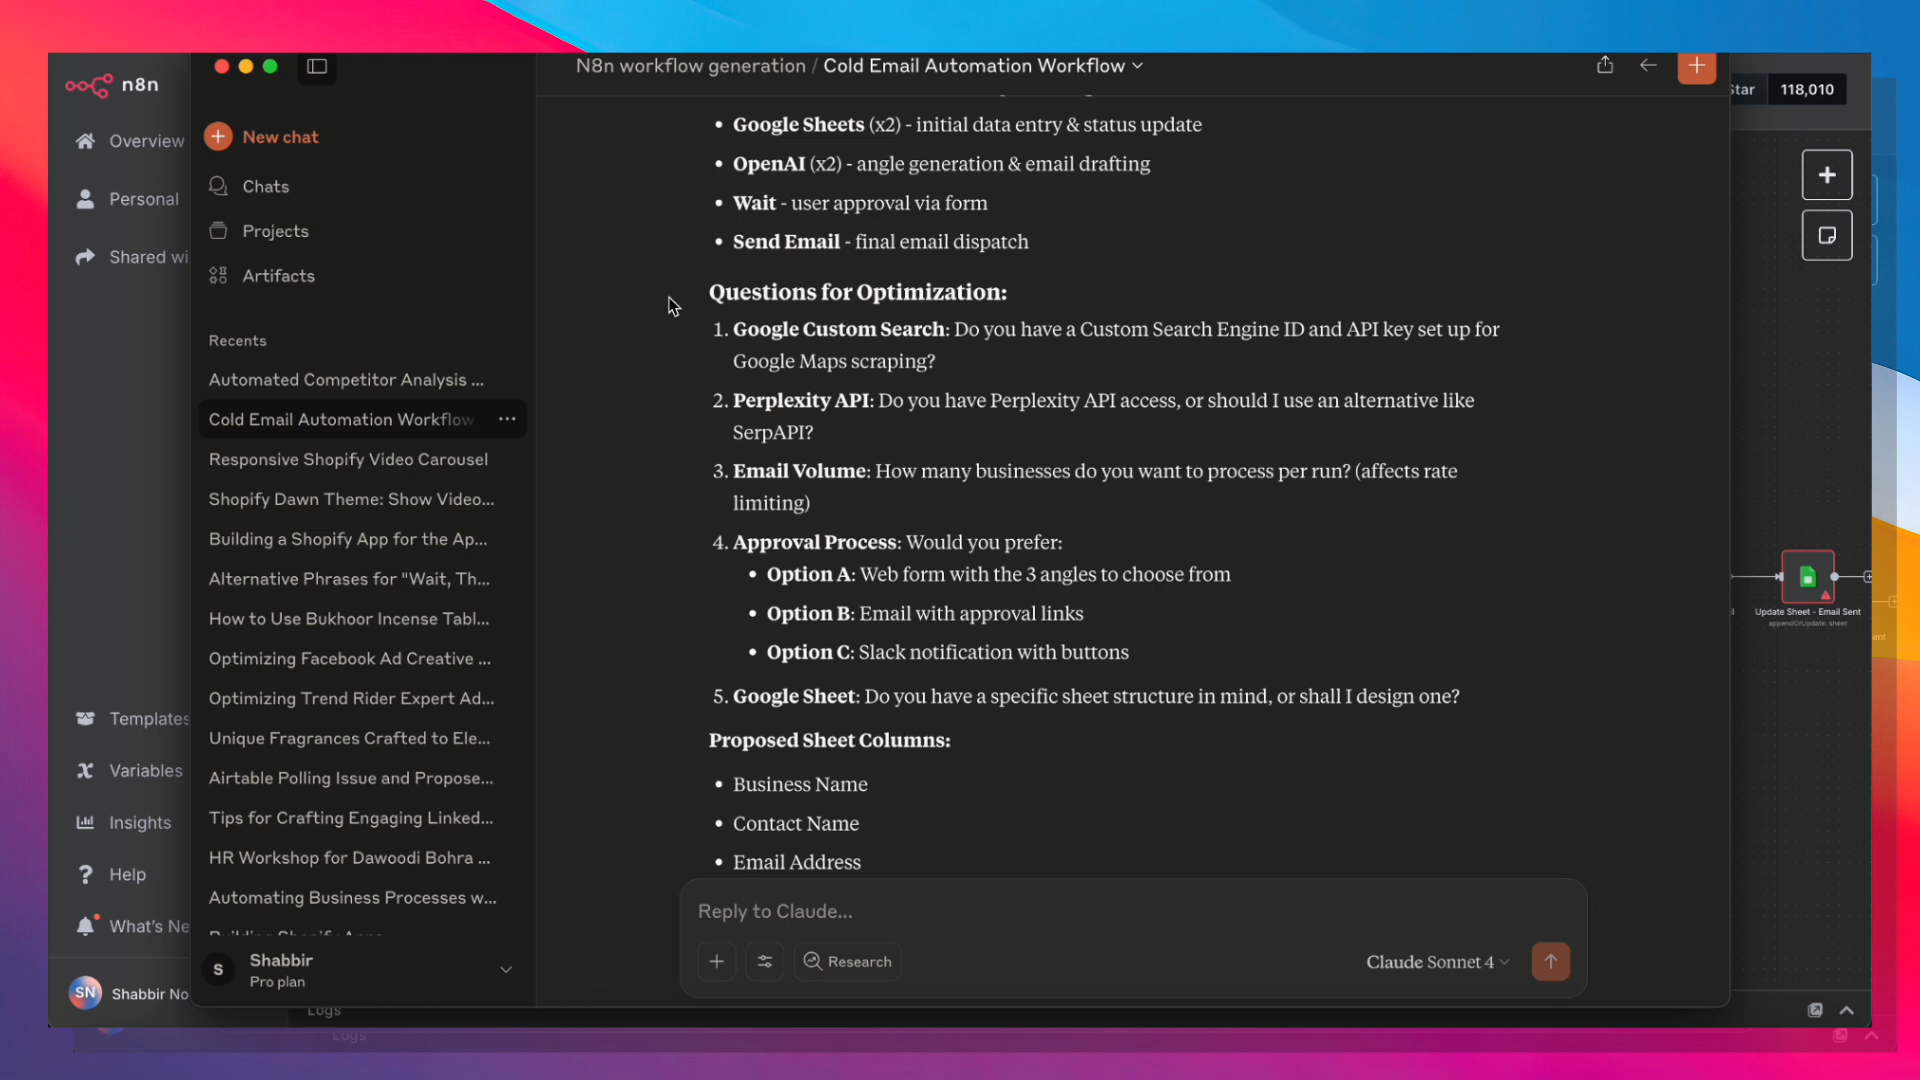 n8n
Overview
Personal
Shared wi
Templates
Variables
Insights
Help
What's Ne
SN
Shabbir No
New chat
Chats
Projects
Artifacts
Recents
Automated Competitor Analysis ...
Cold Email Automation Workflow
Responsive Shopify Video Carousel
Shopify Dawn Theme: Show Video...
Building a Shopify App for the Ap...
Alternative Phrases for "Wait, Th...
How to Use Bukhoor Incense Tabl...
Optimizing Facebook Ad Creative ...
Optimizing Trend Rider Expert Ad...
Unique Fragrances Crafted to Ele...
Airtable Polling Issue and Propose...
Tips for Crafting Engaging Linked...
HR Workshop for Dawoodi Bohra ...
Automating Business Processes w...
Building Shopify Apps
S
Shabbir
Pro plan
N8n workflow generation / Cold Email Automation Workflow
• Google Sheets (x2) - initial data entry & status update
• OpenAI (x2) - angle generation & email drafting
• Wait - user approval via form
• Send Email - final email dispatch
Questions for Optimization:
1. Google Custom Search: Do you have a Custom Search Engine ID and API key set up for
Google Maps scraping?
2. Perplexity API: Do you have Perplexity API access, or should I use an alternative like
SerpAPI?
3. Email Volume: How many businesses do you want to process per run? (affects rate
limiting)
4. Approval Process: Would you prefer:
• Option A: Web form with the 3 angles to choose from
• Option B: Email with approval links
• Option C: Slack notification with buttons
5. Google Sheet: Do you have a specific sheet structure in mind, or shall I design one?
Proposed Sheet Columns:
• Business Name
• Contact Name
• Email Address
Reply to Claude...
Research
Claude Sonnet 4
Star
118,010
Update Sheet - Email Sent
appendOrUpdate: sheet
ent
Logs
Logs